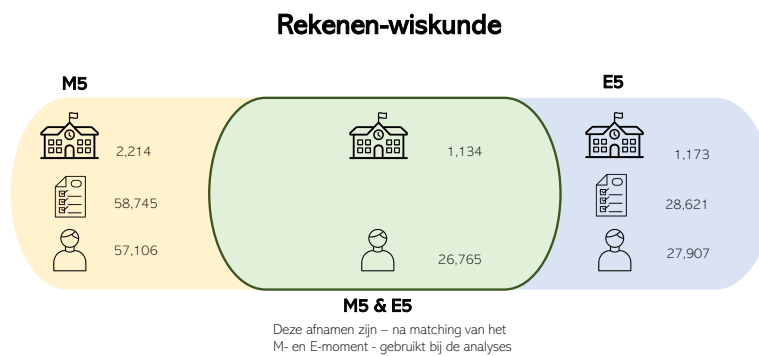 Rekenen-wiskunde
M5
E5
2,214
1,134
1,173
58,745
28,621
57,106
26,765
27,907
M5 & E5
Deze afnamen zijn – na matching van het
M- en E-moment - gebruikt bij de analyses